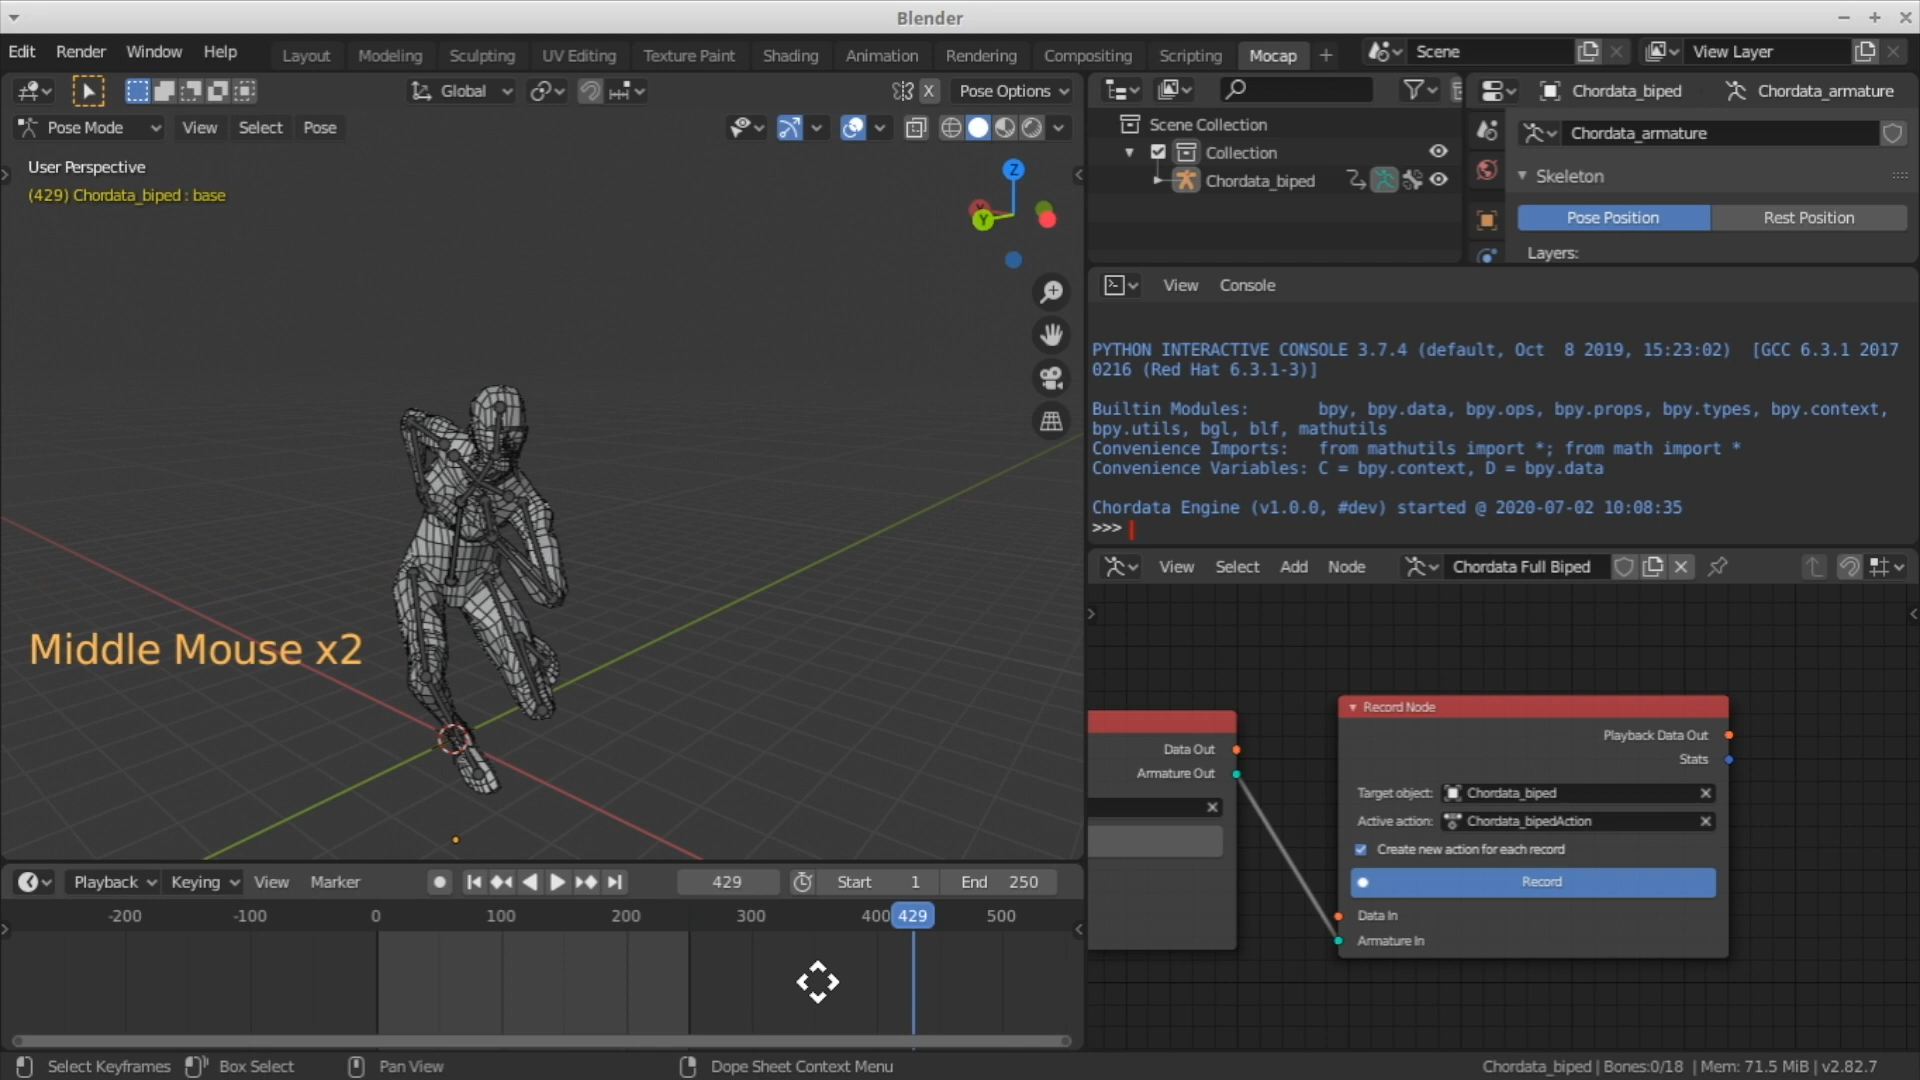 Blender
Edit Render Window Help Layout Modeling Sculpting UV Editing Texture Paint Shading Animation Rendering Compositing Scripting Mocap + Scene View Layer
Global X Pose Options
Pose Mode View Select Pose
User Perspective
(429) Chordata_biped : base
Z
Y
Middle Mouse x2
Scene Collection
Collection
Chordata_biped
Chordata_biped Chordata_armature
Chordata_armature
Skeleton
Pose Position Rest Position
Layers:
View Console
PYTHON INTERACTIVE CONSOLE 3.7.4 (default, Oct  8 2019, 15:23:02)  [GCC 6.3.1 2017
0216 (Red Hat 6.3.1-3)]
Builtin Modules:       bpy, bpy.data, bpy.ops, bpy.props, bpy.types, bpy.context,
bpy.utils, bgl, blf, mathutils
Convenience Imports:   from mathutils import *; from math import *
Convenience Variables: C = bpy.context, D = bpy.data
Chordata Engine (v1.0.0, #dev) started @ 2020-07-02 10:08:35
>>>
View Select Add Node Chordata Full Biped
Data Out
Armature Out
Record Node
Playback Data Out
Stats
Target object: Chordata_biped
Active action: Chordata_bipedAction
Create new action for each record
Record
Data In
Armature In
Playback Keying View Marker 429 Start 1 End 250
-200 -100 0 100 200 300 400 429 500
Select Keyframes Box Select Pan View Dope Sheet Context Menu Chordata_biped | Bones:0/18 | Mem: 71.5 MiB | v2.82.7